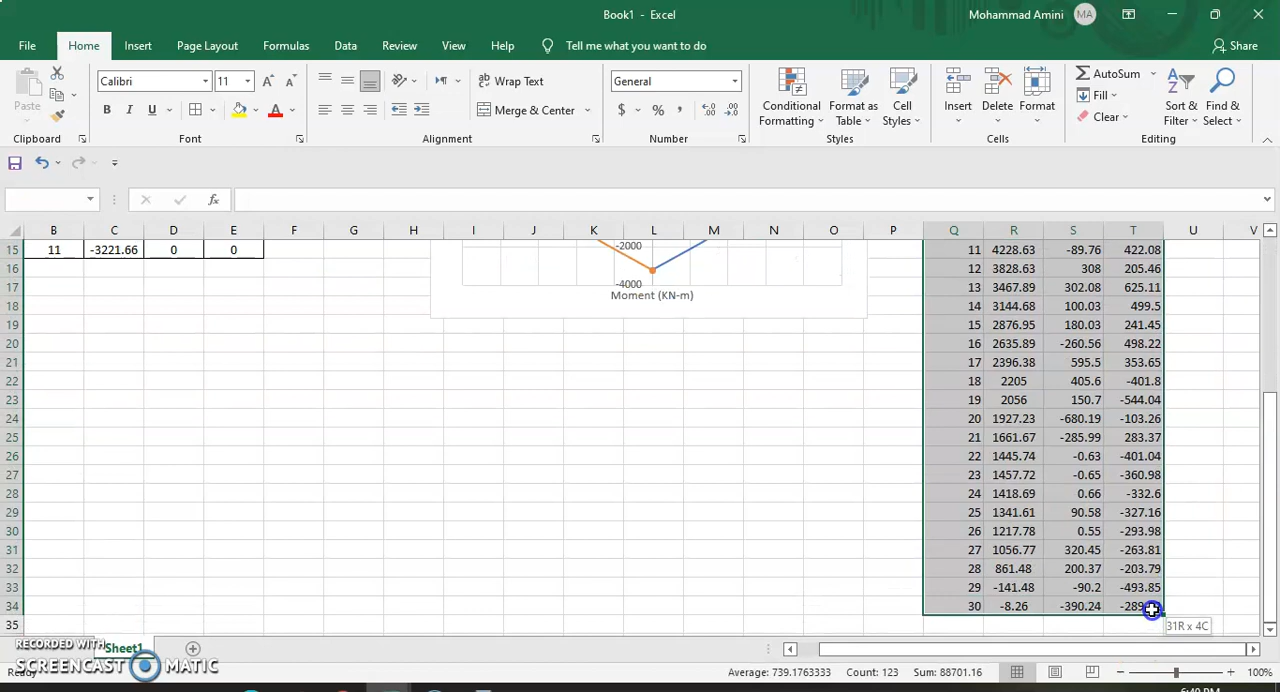 Book1 - Excel
Mohammad Amini MA
File Home Insert Page Layout Formulas Data Review View Help Tell me what you want to do Share
Paste
Calibri 11
B I U
Wrap Text
Merge & Center
General
$ % ,
Conditional Formatting
Format as Table
Cell Styles
Insert Delete Format
AutoSum
Fill
Clear
Sort & Filter
Find & Select
Clipboard Font Alignment Number Styles Cells Editing
fx
B C D E F G H I J K L M N O P Q R S T U V
15 11 -3221.66 0 0 -2000 11 4228.63 -89.76 422.08
16 12 3828.63 308 205.46
17 -4000 13 3467.89 302.08 625.11
Moment (KN-m)
18 14 3144.68 100.03 499.5
19 15 2876.95 180.03 241.45
20 16 2635.89 -260.56 498.22
21 17 2396.38 595.5 353.65
22 18 2205 405.6 -401.8
23 19 2056 150.7 -544.04
24 20 1927.23 -680.19 -103.26
25 21 1661.67 -285.99 283.37
26 22 1445.74 -0.63 -401.04
27 23 1457.72 -0.65 -360.98
28 24 1418.69 0.66 -332.6
29 25 1341.61 90.58 -327.16
30 26 1217.78 0.55 -293.98
31 27 1056.77 320.45 -263.81
32 28 861.48 200.37 -203.79
33 29 -141.48 -90.2 -493.85
34 30 -8.26 -390.24
35
31R x 4C
Sheet1
RECORDED WITH
SCREENCAST MATIC
Ready
Average: 739.1763333 Count: 123 Sum: 88701.16
100%